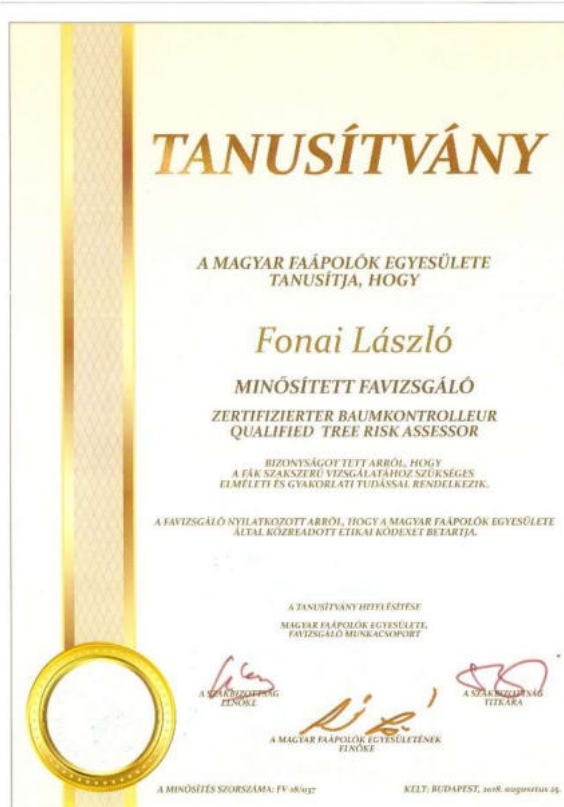 TANUSÍTVÁNY
A MAGYAR FAÁPOLÓK EGYESÜLETE
TANUSÍTJA, HOGY
Fonai László
MINŐSÍTETT FAVIZSGÁLÓ
ZERTIFIZIERTER BAUMKONTROLLEUR
QUALIFIED TREE RISK ASSESSOR
BIZONYSÁGOT TETT ARRÓL, HOGY
A FÁK SZAKSZERŰ VIZSGÁLATÁHOZ SZÜKSÉGES
ELMÉLETI ÉS GYAKORLATI TUDÁSSAL RENDELKEZIK.
A FAVIZSGÁLÓ NYILATKOZOTT ARRÓL, HOGY A MAGYAR FAÁPOLÓK EGYESÜLETE
ÁLTAL KÖZREADOTT ETIKAI KÓDEXET BETARTJA.
A TANUSÍTVÁNY HITELESÍTÉSE
MAGYAR FAÁPOLÓK EGYESÜLETE,
FAVIZSGÁLÓ MUNKACSOPORT
A SZAKBIZOTTSÁG
ELNÖKE
A SZAKBIZOTTSÁG
TITKÁRA
A MAGYAR FAÁPOLÓK EGYESÜLETÉNEK
ELNÖKE
A MINŐSÍTÉS SZORSZÁMA: FV-18/037
KELT: BUDAPEST, 2018. augusztus 25.